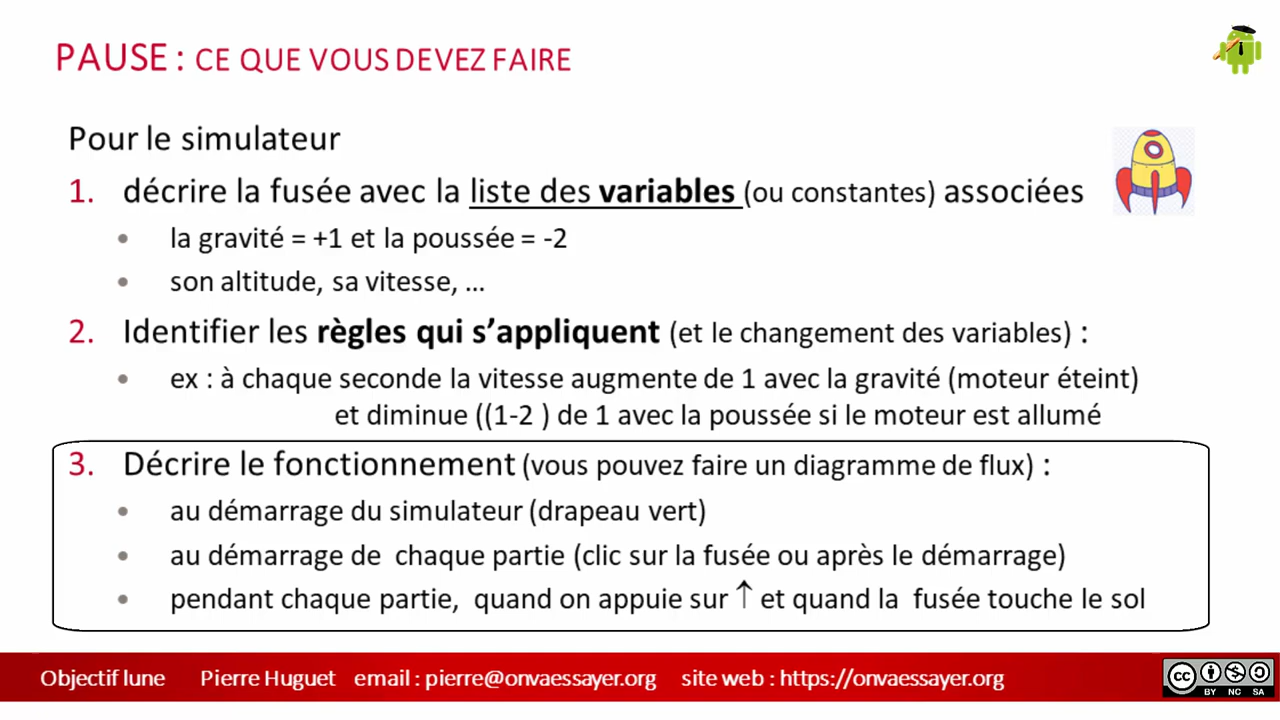 PAUSE : CE QUE VOUS DEVEZ FAIRE
Pour le simulateur
1. décrire la fusée avec la liste des variables (ou constantes) associées
• la gravité = +1 et la poussée = -2
• son altitude, sa vitesse, ...
2. Identifier les règles qui s’appliquent (et le changement des variables) :
• ex : à chaque seconde la vitesse augmente de 1 avec la gravité (moteur éteint)
et diminue ((1-2 ) de 1 avec la poussée si le moteur est allumé
3. Décrire le fonctionnement (vous pouvez faire un diagramme de flux) :
• au démarrage du simulateur (drapeau vert)
• au démarrage de chaque partie (clic sur la fusée ou après le démarrage)
• pendant chaque partie, quand on appuie sur ↑ et quand la fusée touche le sol
Objectif lune Pierre Huguet email : pierre@onvaessayer.org site web : https://onvaessayer.org
cc BY NC SA